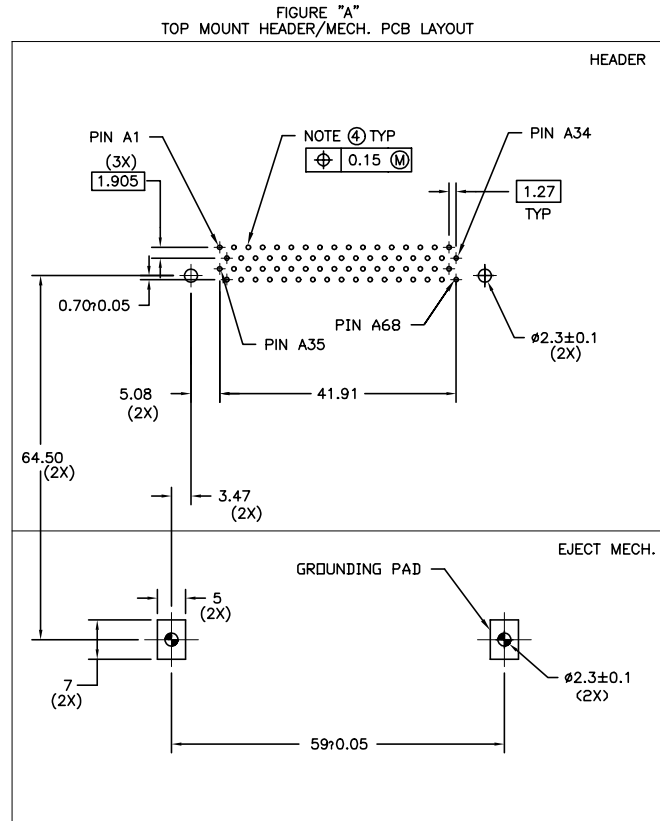 FIGURE "A"
TOP MOUNT HEADER/MECH. PCB LAYOUT
HEADER
PIN A1
NOTE ④ TYP
⌖ 0.15 Ⓜ
PIN A34
(3X)
1.905
1.27
TYP
0.70?0.05
PIN A35
PIN A68
ø2.3±0.1
(2X)
5.08
(2X)
41.91
64.50
(2X)
3.47
(2X)
EJECT MECH.
GROUNDING PAD
5
(2X)
7
(2X)
ø2.3±0.1
(2X)
59?0.05